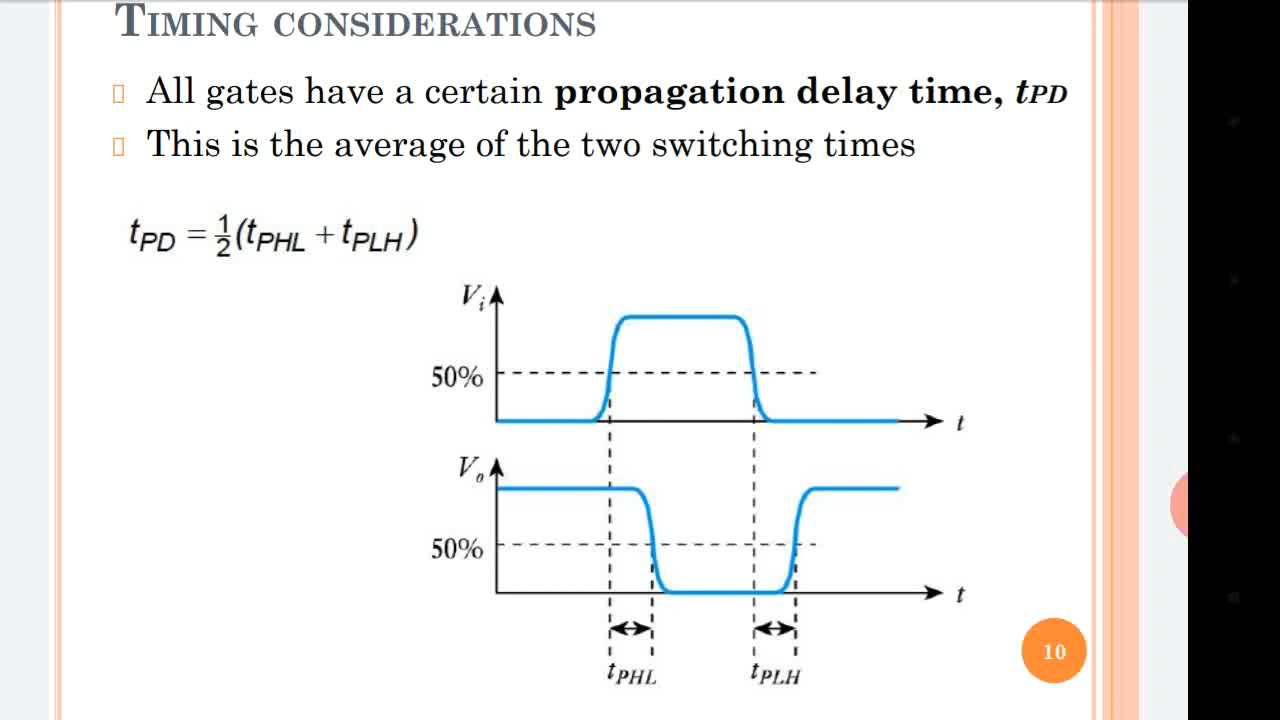 TIMING CONSIDERATIONS
All gates have a certain propagation delay time, tPD
This is the average of the two switching times
tPD = ½(tPHL + tPLH)
Vi
50%
t
Vo
50%
t
tPHL tPLH
10